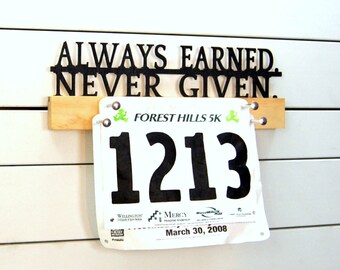 ALWAYS EARNED.
NEVER GIVEN.
FOREST HILLS 5K
1213
MERCY
March 30, 2008